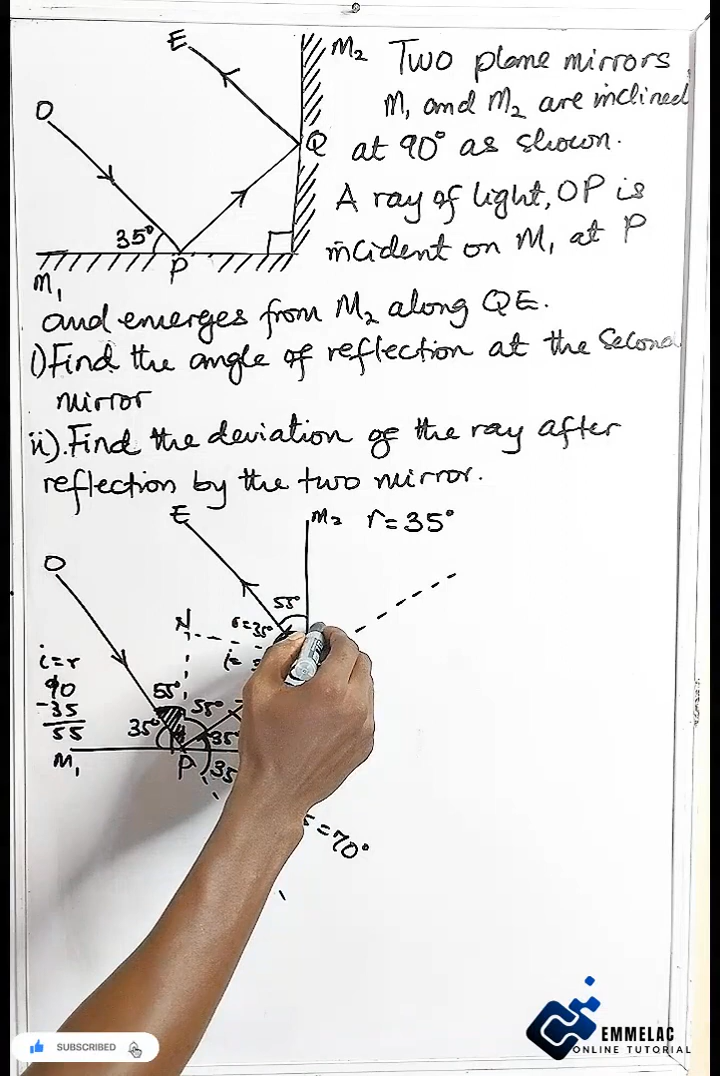 E
M₂ Two plane mirrors
O
M₁ and M₂ are inclined
Q at 90° as shown.
A ray of light, OP is
35°
incident on M₁ at P
P
M₁
and emerges from M₂ along QE.
i) Find the angle of reflection at the second
mirror
ii). Find the deviation of the ray after
reflection by the two mirror.
E
M₂ r = 35°
O
55°
N
r=35°
i=
i=r
90
-35
55
55°
55°
35°
35°
M₁
P
35
= 70°
EMMELAC
ONLINE TUTORIAL
SUBSCRIBED